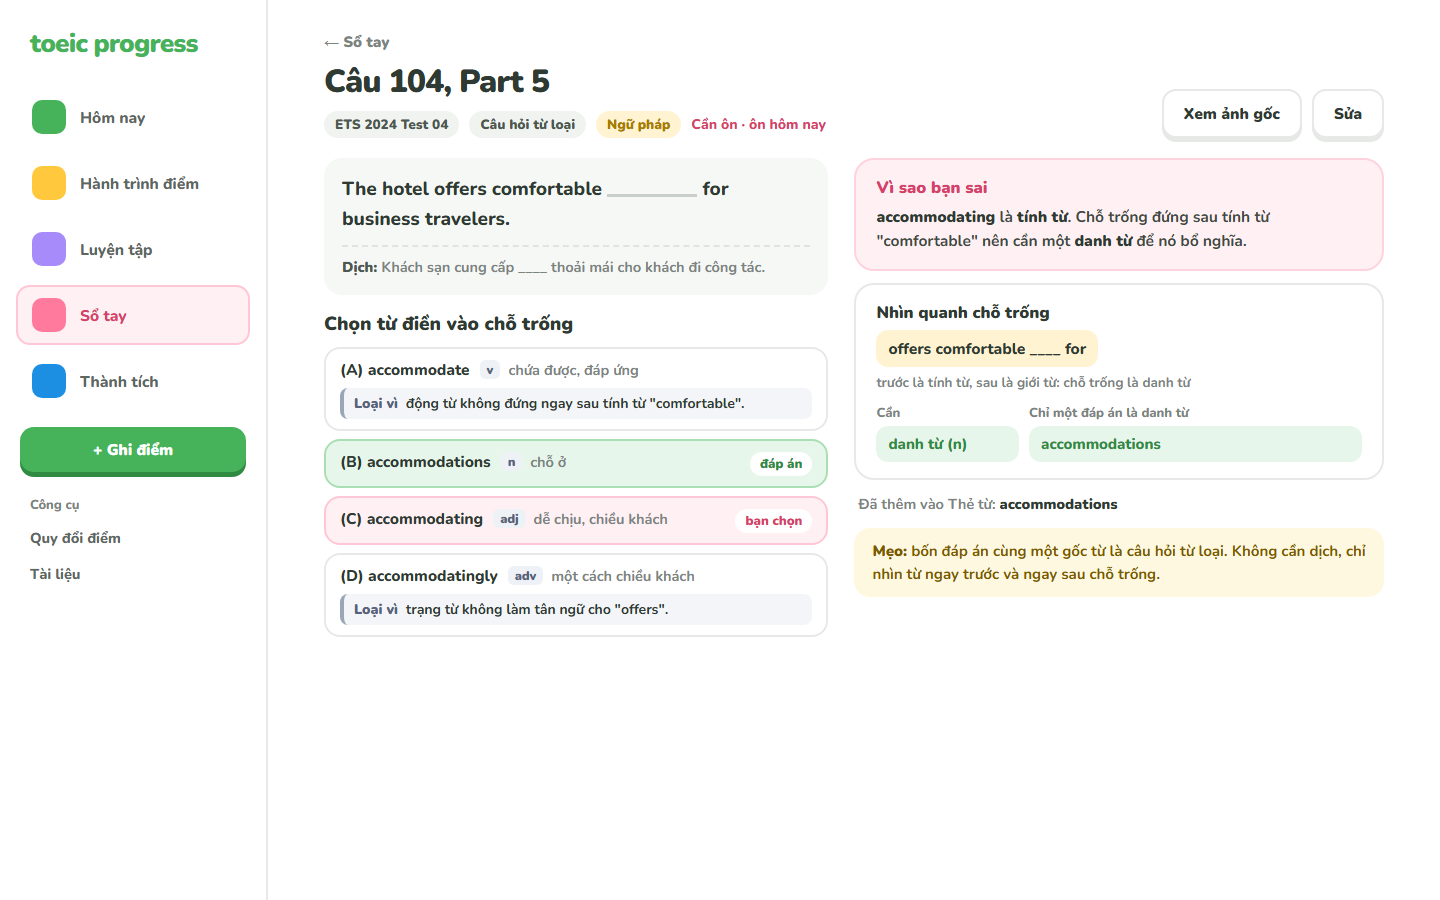 toeic progress
Hôm nay
Hành trình điểm
Luyện tập
Sổ tay
Thành tích
+ Ghi điểm
Công cụ
Quy đổi điểm
Tài liệu
← Sổ tay
Câu 104, Part 5
ETS 2024 Test 04 Câu hỏi từ loại Ngữ pháp Cần ôn · ôn hôm nay
Xem ảnh gốc Sửa
The hotel offers comfortable ________ for
business travelers.
Dịch: Khách sạn cung cấp ____ thoải mái cho khách đi công tác.
Chọn từ điền vào chỗ trống
(A) accommodate v chứa được, đáp ứng
Loại vì động từ không đứng ngay sau tính từ "comfortable".
(B) accommodations n chỗ ở đáp án
(C) accommodating adj dễ chịu, chiều khách bạn chọn
(D) accommodatingly adv một cách chiều khách
Loại vì trạng từ không làm tân ngữ cho "offers".
Vì sao bạn sai
accommodating là tính từ. Chỗ trống đứng sau tính từ
"comfortable" nên cần một danh từ để nó bổ nghĩa.
Nhìn quanh chỗ trống
offers comfortable ____ for
trước là tính từ, sau là giới từ: chỗ trống là danh từ
Cần Chỉ một đáp án là danh từ
danh từ (n) accommodations
Đã thêm vào Thẻ từ: accommodations
Mẹo: bốn đáp án cùng một gốc từ là câu hỏi từ loại. Không cần dịch, chỉ
nhìn từ ngay trước và ngay sau chỗ trống.